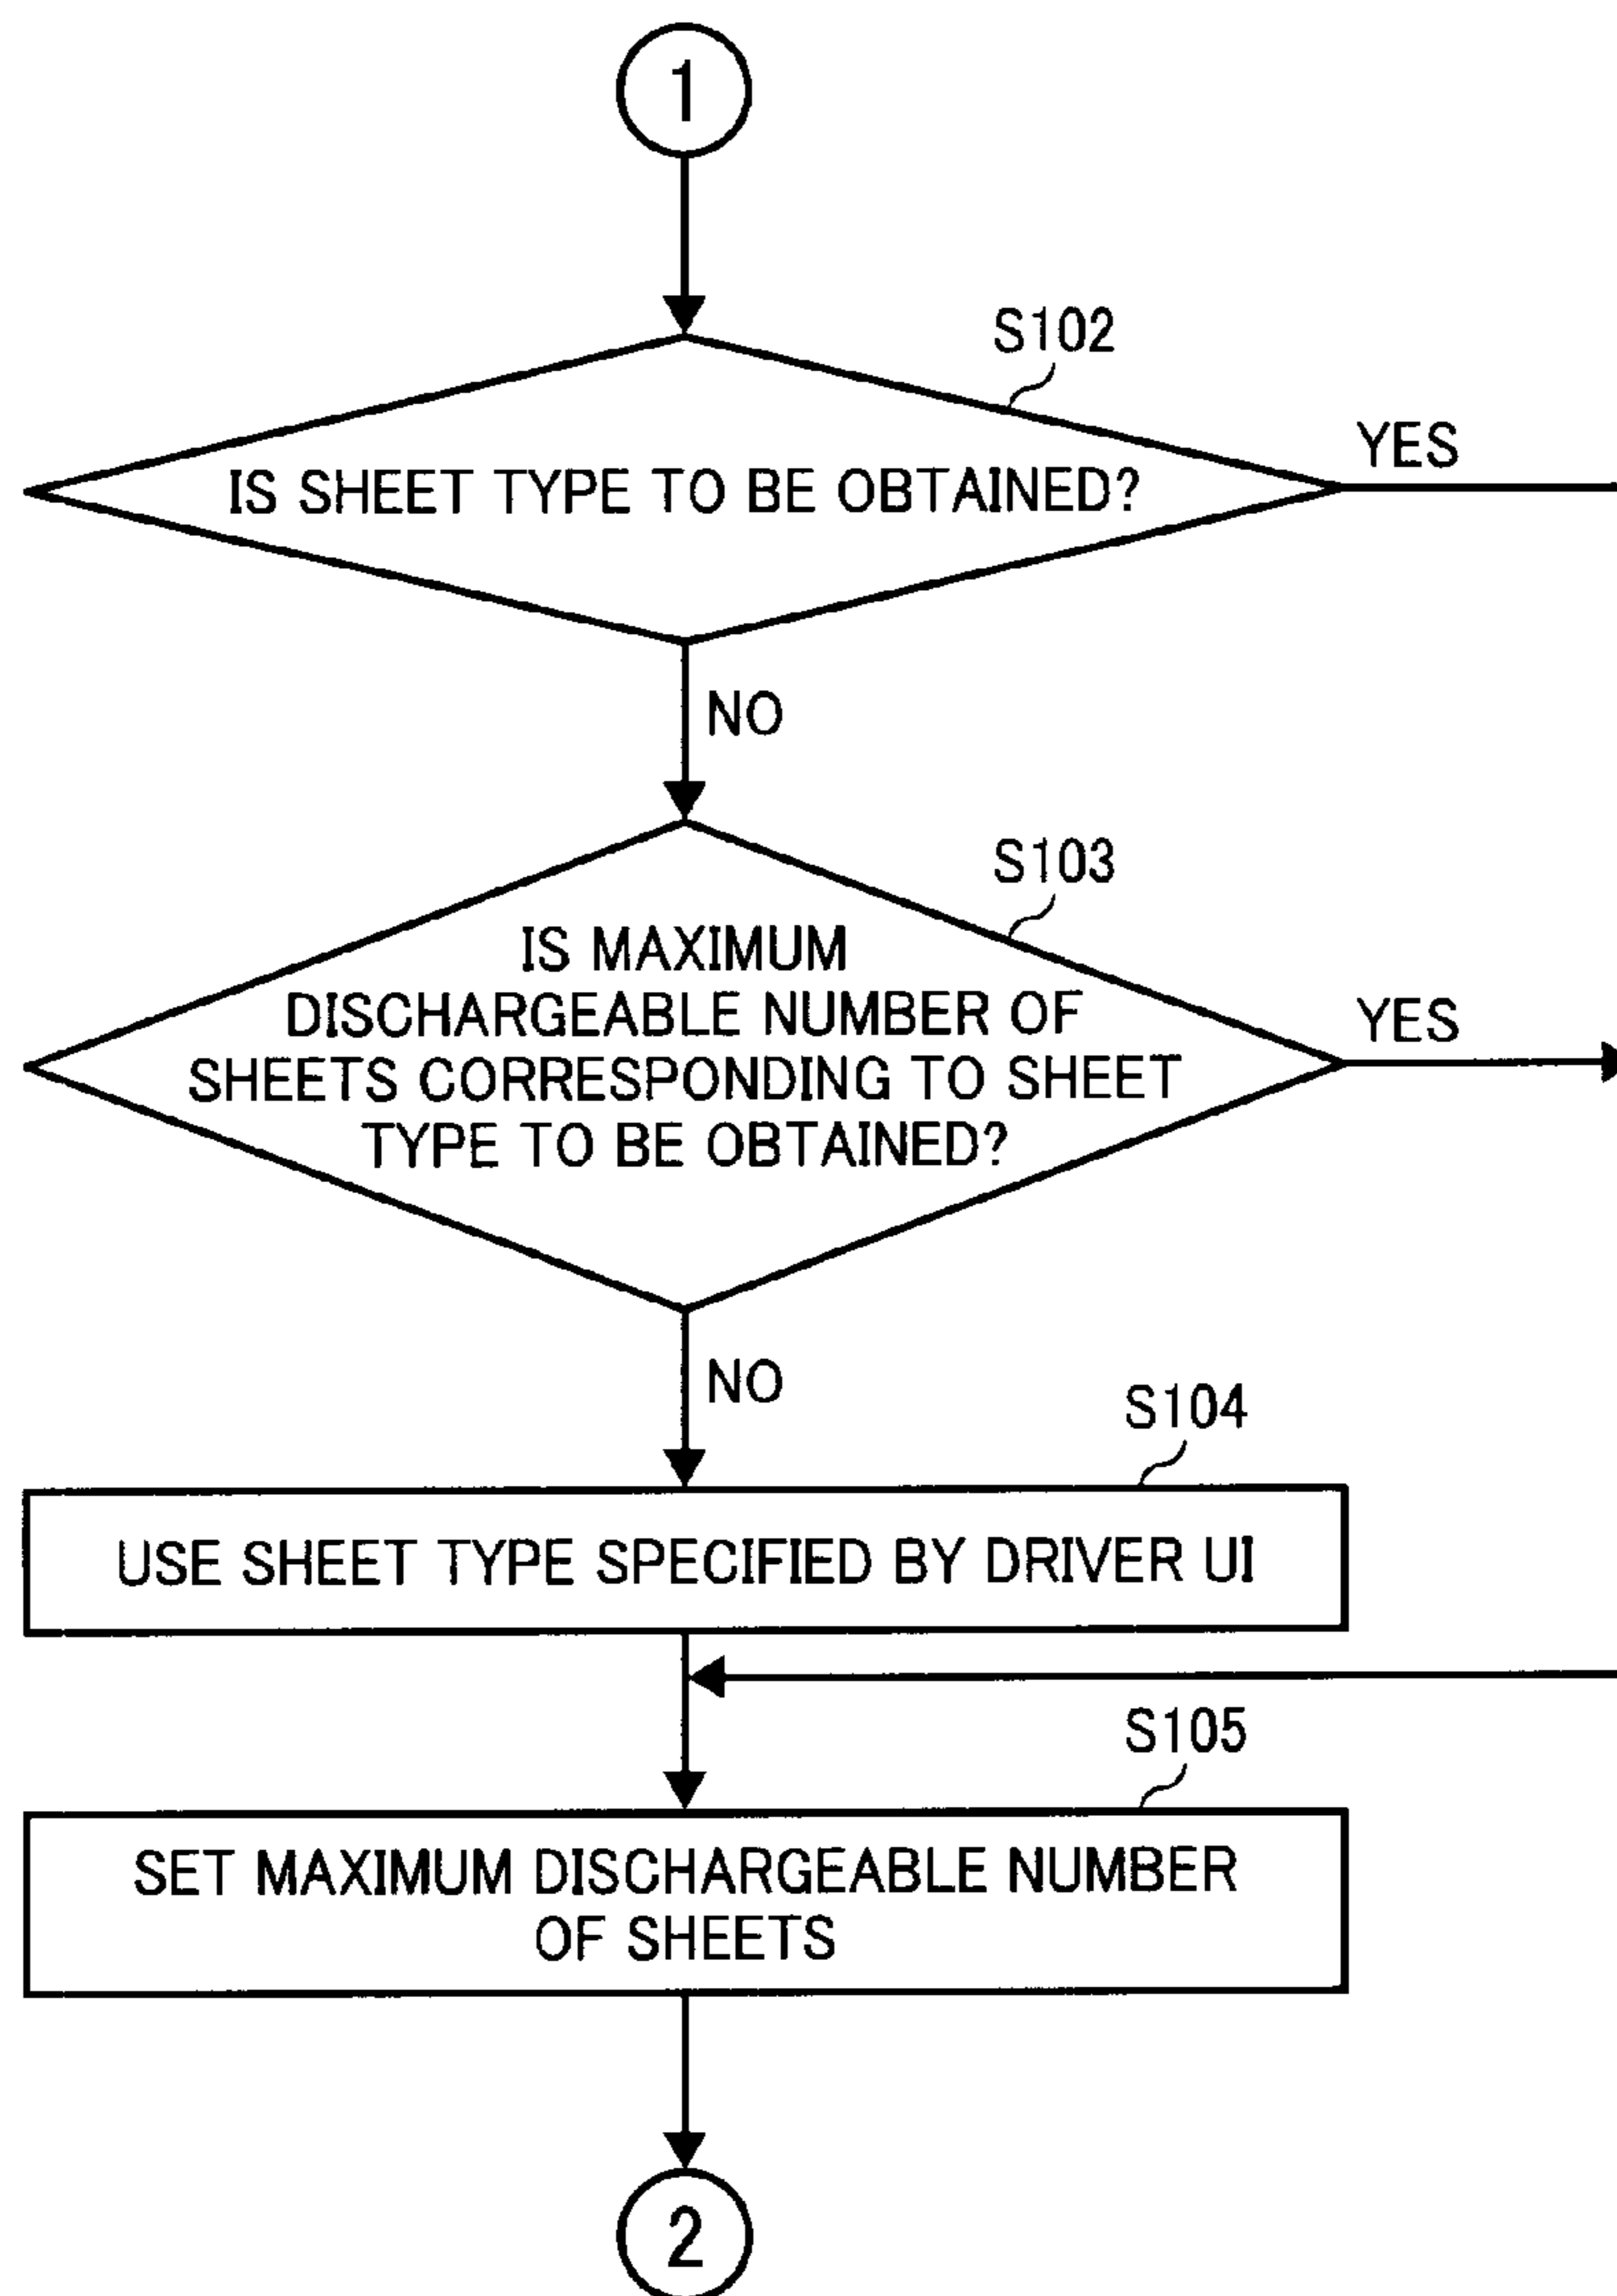 1
S102
IS SHEET TYPE TO BE OBTAINED?
YES
NO
S103
IS MAXIMUM
DISCHARGEABLE NUMBER OF
SHEETS CORRESPONDING TO SHEET
TYPE TO BE OBTAINED?
YES
NO
S104
USE SHEET TYPE SPECIFIED BY DRIVER UI
S105
SET MAXIMUM DISCHARGEABLE NUMBER
OF SHEETS
2